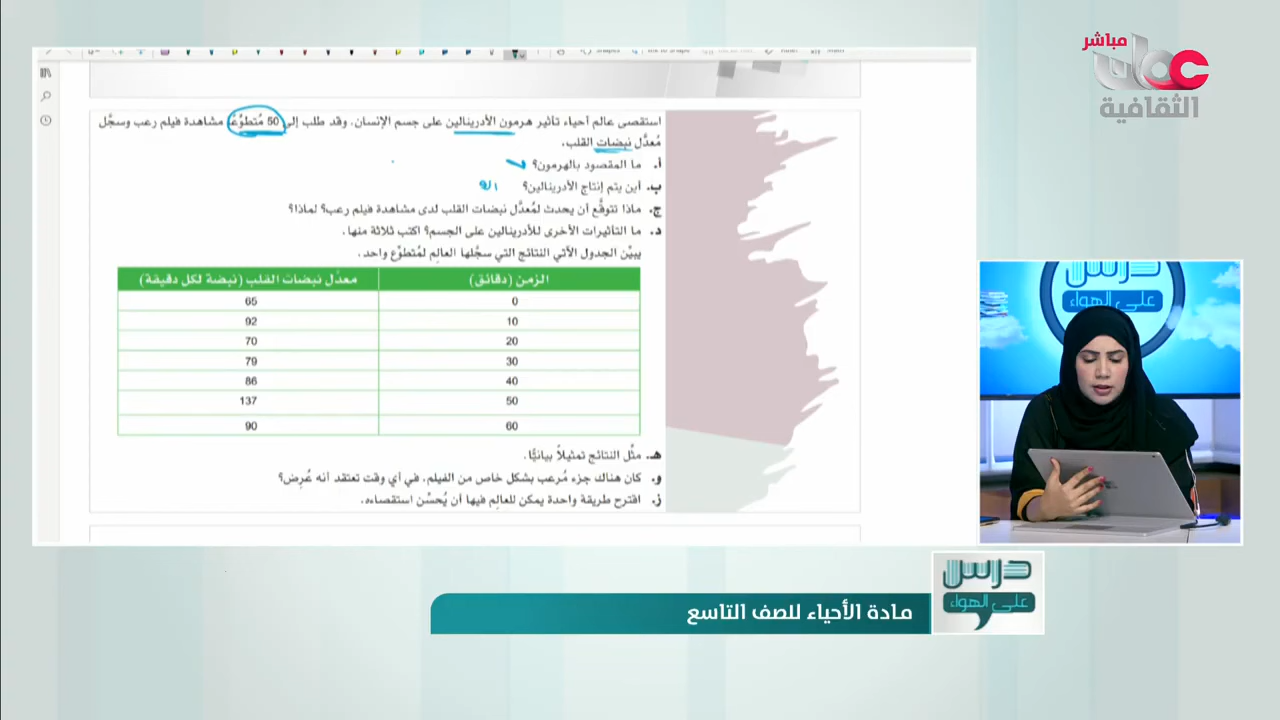 مباشر
عمان
الثقافية
استقصى عالم أحياء تأثير هرمون الأدرينالين على جسم الإنسان، وقد طلب إلى 50 مُتطوِّعًا مشاهدة فيلم رعب وسجَّل
مُعدَّل نبضات القلب.
أ. ما المقصود بالهرمون؟
ب. أين يتم إنتاج الأدرينالين؟
ج. ماذا تتوقَّع أن يحدث لمُعدَّل نبضات القلب لدى مشاهدة فيلم رعب؟ لماذا؟
د. ما التأثيرات الأخرى للأدرينالين على الجسم؟ اكتب ثلاثة منها.
يبيِّن الجدول الآتي النتائج التي سجَّلها العالِم لمُتطوِّع واحد.
الزمن (دقائق) معدَّل نبضات القلب (نبضة لكل دقيقة)
0 65
10 92
20 70
30 79
40 86
50 137
60 90
هـ. مثِّل النتائج تمثيلاً بيانيًّا.
و. كان هناك جزء مُرعب بشكل خاص من الفيلم، في أي وقت تعتقد أنه عُرِض؟
ز. اقترح طريقة واحدة يمكن للعالِم فيها أن يُحسِّن استقصاءه.
درس
على الهواء
درس
على الهواء
مادة الأحياء للصف التاسع